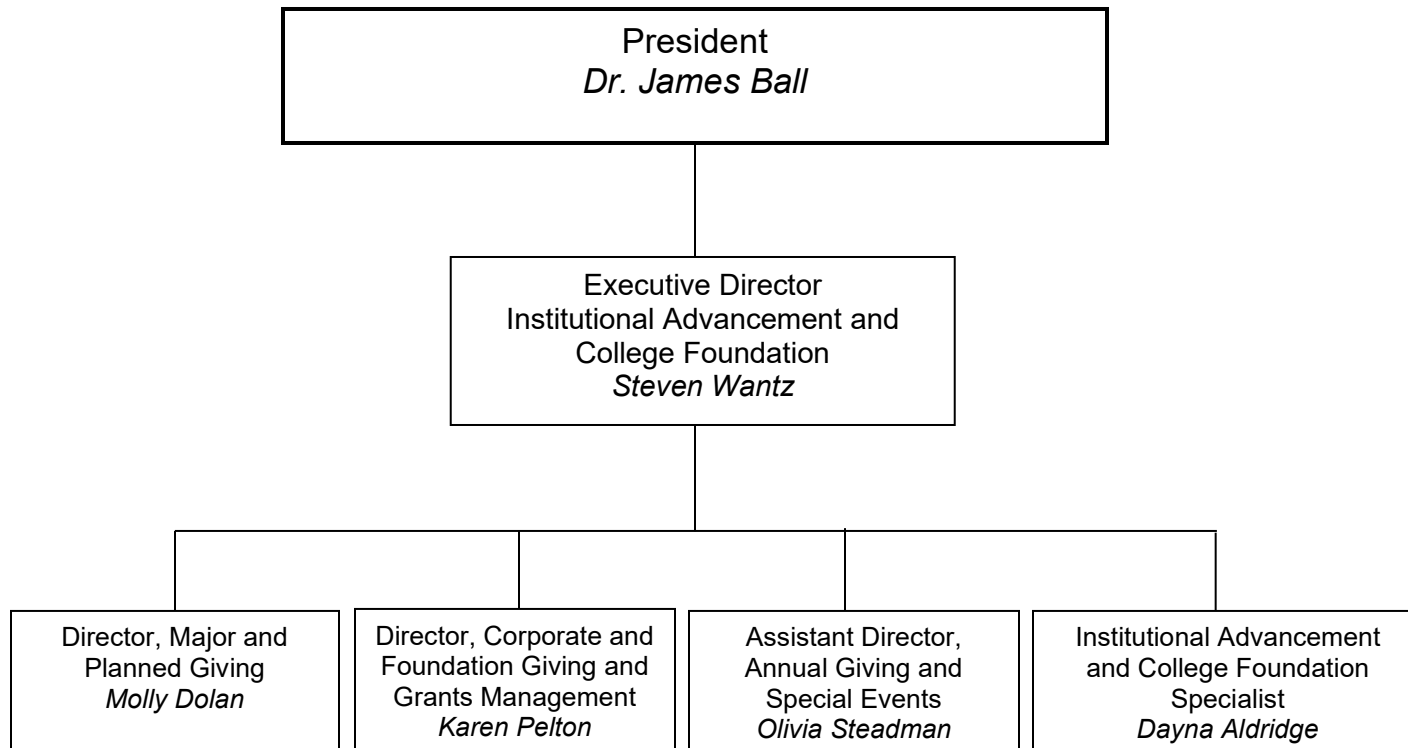 President
Dr. James Ball
Executive Director
Institutional Advancement and
College Foundation
Steven Wantz
Director, Major and
Planned Giving
Molly Dolan
Director, Corporate and
Foundation Giving and
Grants Management
Karen Pelton
Assistant Director,
Annual Giving and
Special Events
Olivia Steadman
Institutional Advancement
and College Foundation
Specialist
Dayna Aldridge